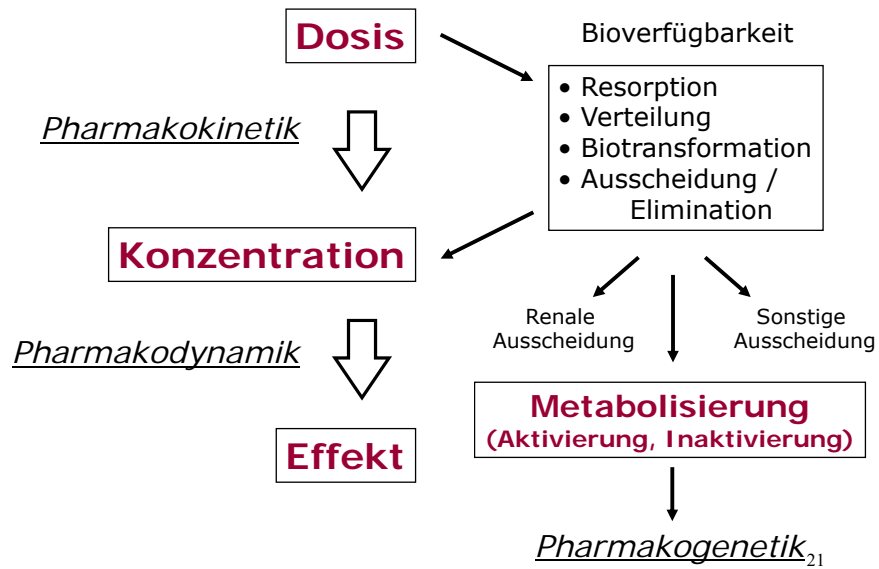 Dosis
Bioverfügbarkeit
• Resorption
• Verteilung
• Biotransformation
• Ausscheidung /
Elimination
Pharmakokinetik
Konzentration
Renale
Ausscheidung
Sonstige
Ausscheidung
Pharmakodynamik
Metabolisierung
(Aktivierung, Inaktivierung)
Effekt
Pharmakogenetik
21